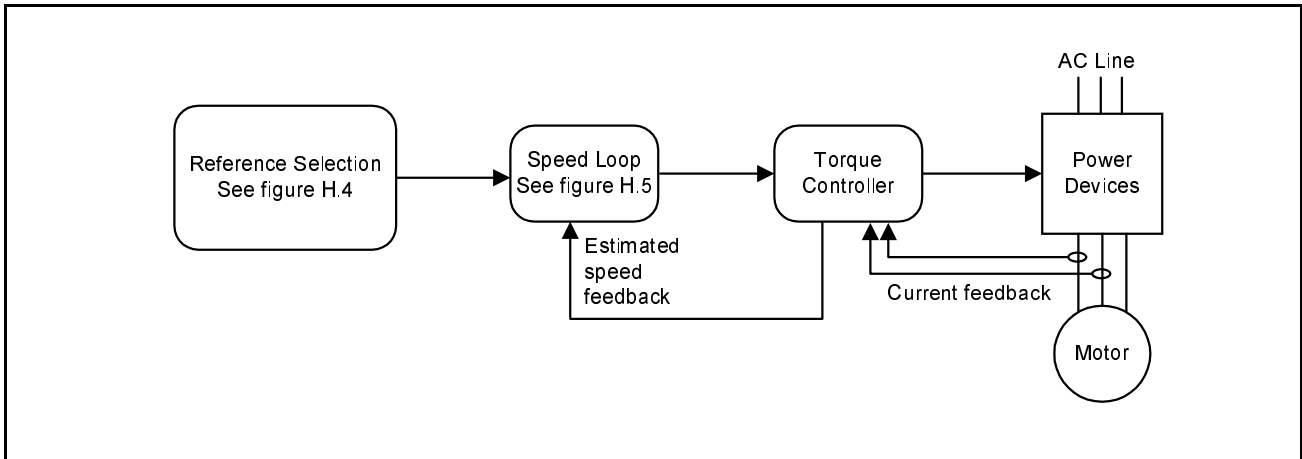 AC Line
Reference Selection
See figure H.4
Speed Loop
See figure H.5
Torque
Controller
Power
Devices
Estimated
speed
feedback
Current feedback
Motor